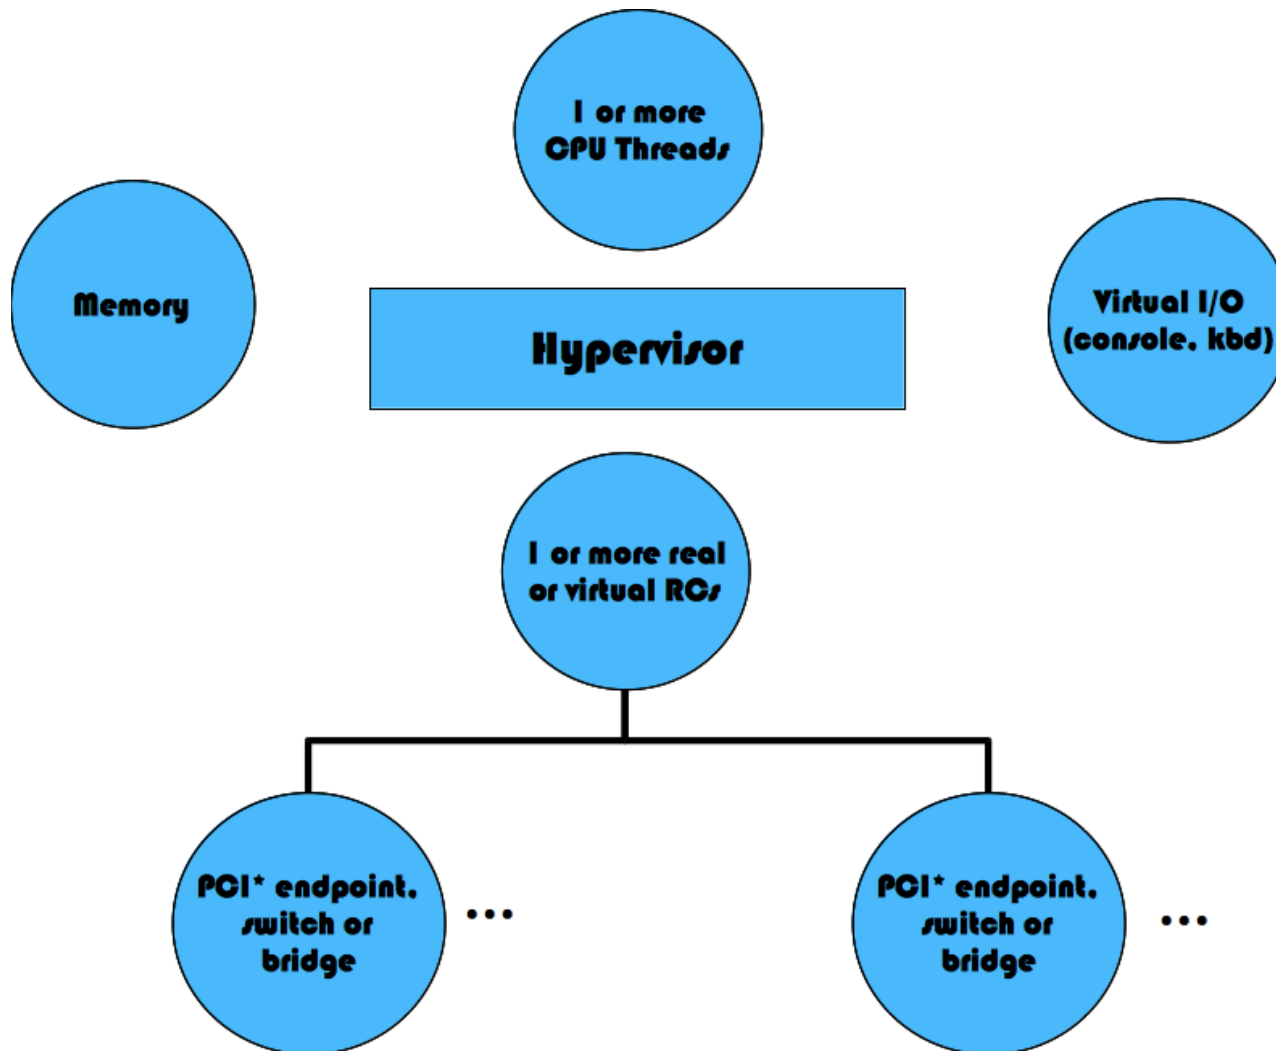 1 or more
CPU Threads
Memory
Virtual I/O
(console, kbd)
Hypervisor
1 or more real
or virtual RCs
PCI* endpoint,
switch or
bridge
...
PCI* endpoint,
switch or
bridge
...